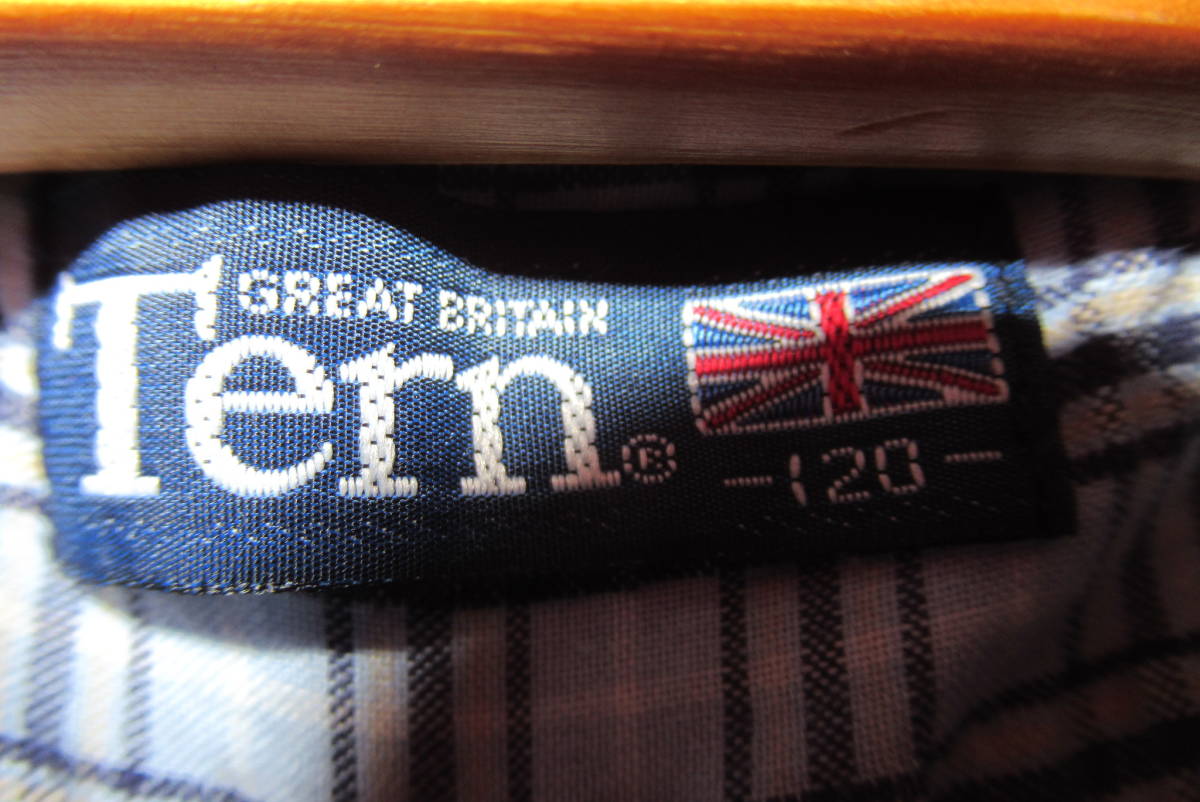 GREAT BRITAIN
Tern®
-120-